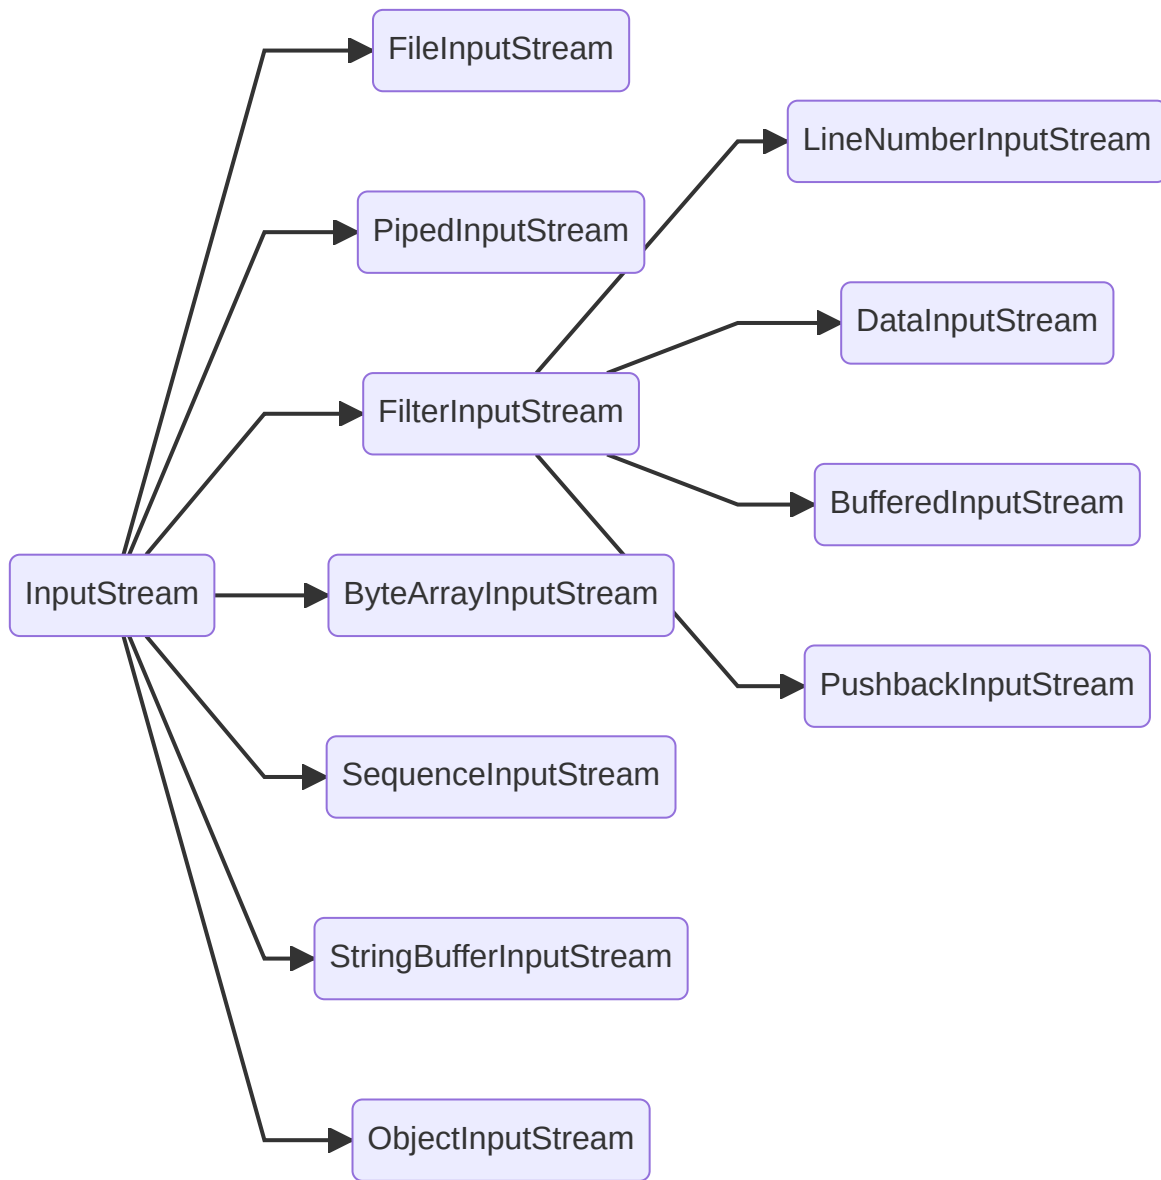 InputStream
FileInputStream
PipedInputStream
FilterInputStream
ByteArrayInputStream
SequenceInputStream
StringBufferInputStream
ObjectInputStream
LineNumberInputStream
DataInputStream
BufferedInputStream
PushbackInputStream